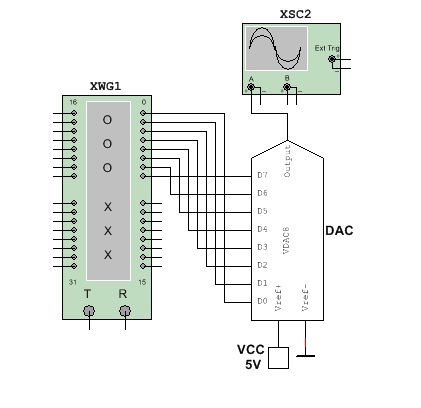 XSC2
Ext Trig
+
-
A
B
+
-
+
-
XWG1
16
0
O
O
O
X
X
X
31
15
T
R
Output
D7
D6
D5
D4
D3
D2
D1
D0
VDAC8
DAC
Vref+
Vref-
VCC
5V